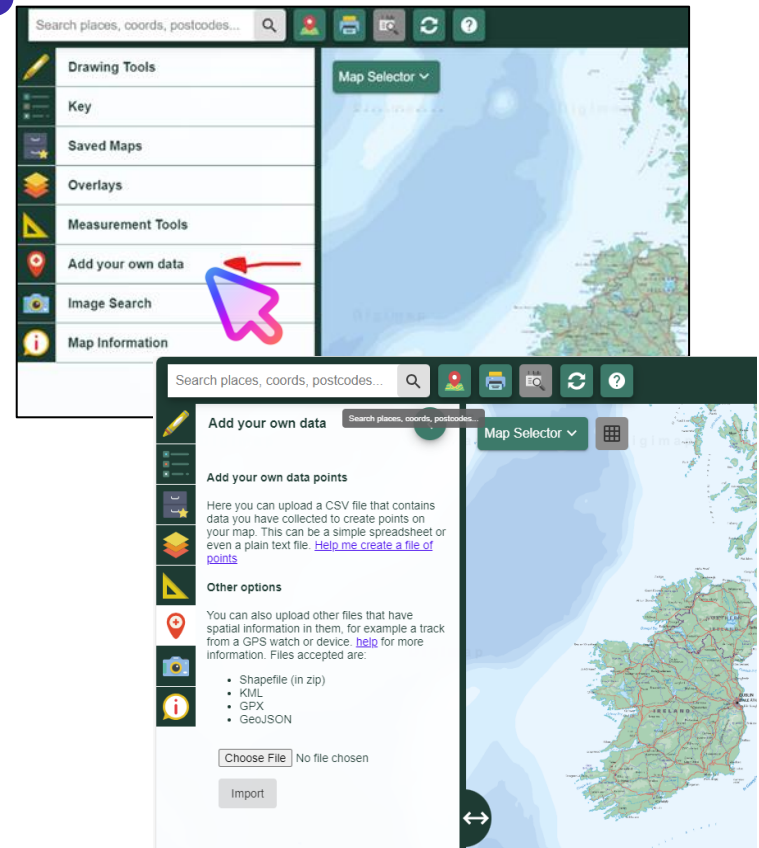 Search places, coords, postcodes...
Drawing Tools
Key
Saved Maps
Overlays
Measurement Tools
Add your own data
Image Search
Map Information
Map Selector
Digimap
Search places, coords, postcodes...
Add your own data
Search places, coords, postcodes...
Map Selector
Add your own data points
Here you can upload a CSV file that contains
data you have collected to create points on
your map. This can be a simple spreadsheet or
even a plain text file. Help me create a file of
points
Other options
You can also upload other files that have
spatial information in them, for example a track
from a GPS watch or device. help for more
information. Files accepted are:
Shapefile (in zip)
KML
GPX
GeoJSON
Choose File No file chosen
Import
NORTHERN
IRELAND
IRELAND
DUBLIN